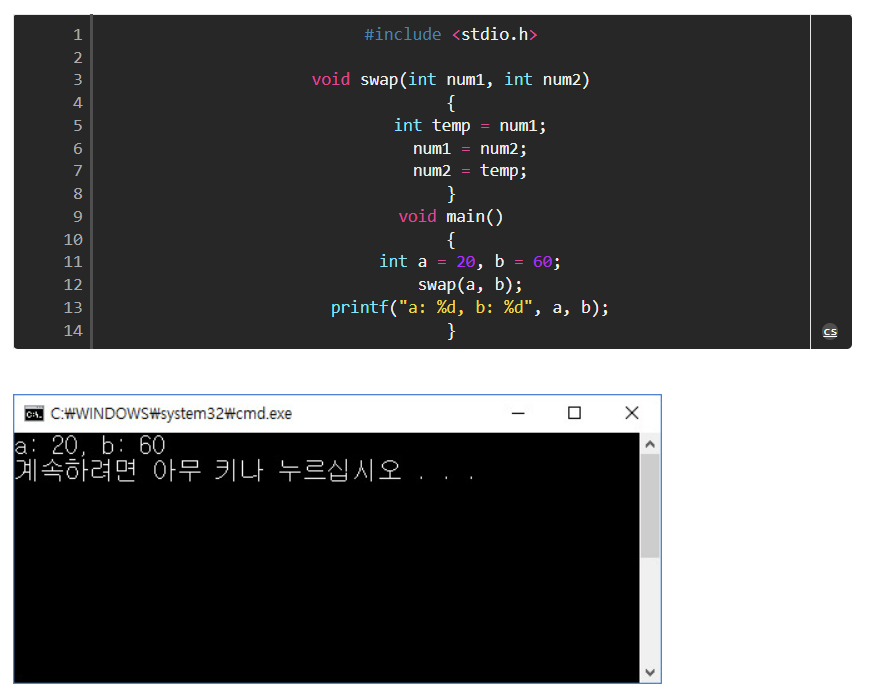 1 #include <stdio.h>
2
3 void swap(int num1, int num2)
4 {
5 int temp = num1;
6 num1 = num2;
7 num2 = temp;
8 }
9 void main()
10 {
11 int a = 20, b = 60;
12 swap(a, b);
13 printf("a: %d, b: %d", a, b);
14 }
cs
C:\WINDOWS\system32\cmd.exe
a: 20, b: 60
계속하려면 아무 키나 누르십시오 . . .